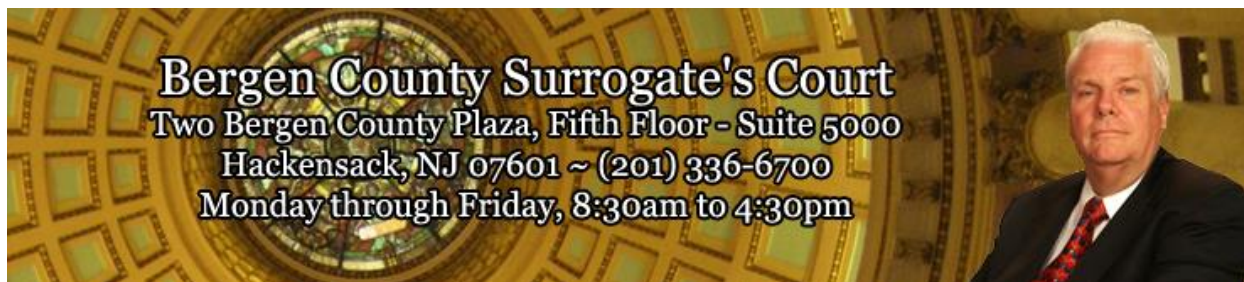 Bergen County Surrogate's Court
Two Bergen County Plaza, Fifth Floor - Suite 5000
Hackensack, NJ 07601 ~ (201) 336-6700
Monday through Friday, 8:30am to 4:30pm